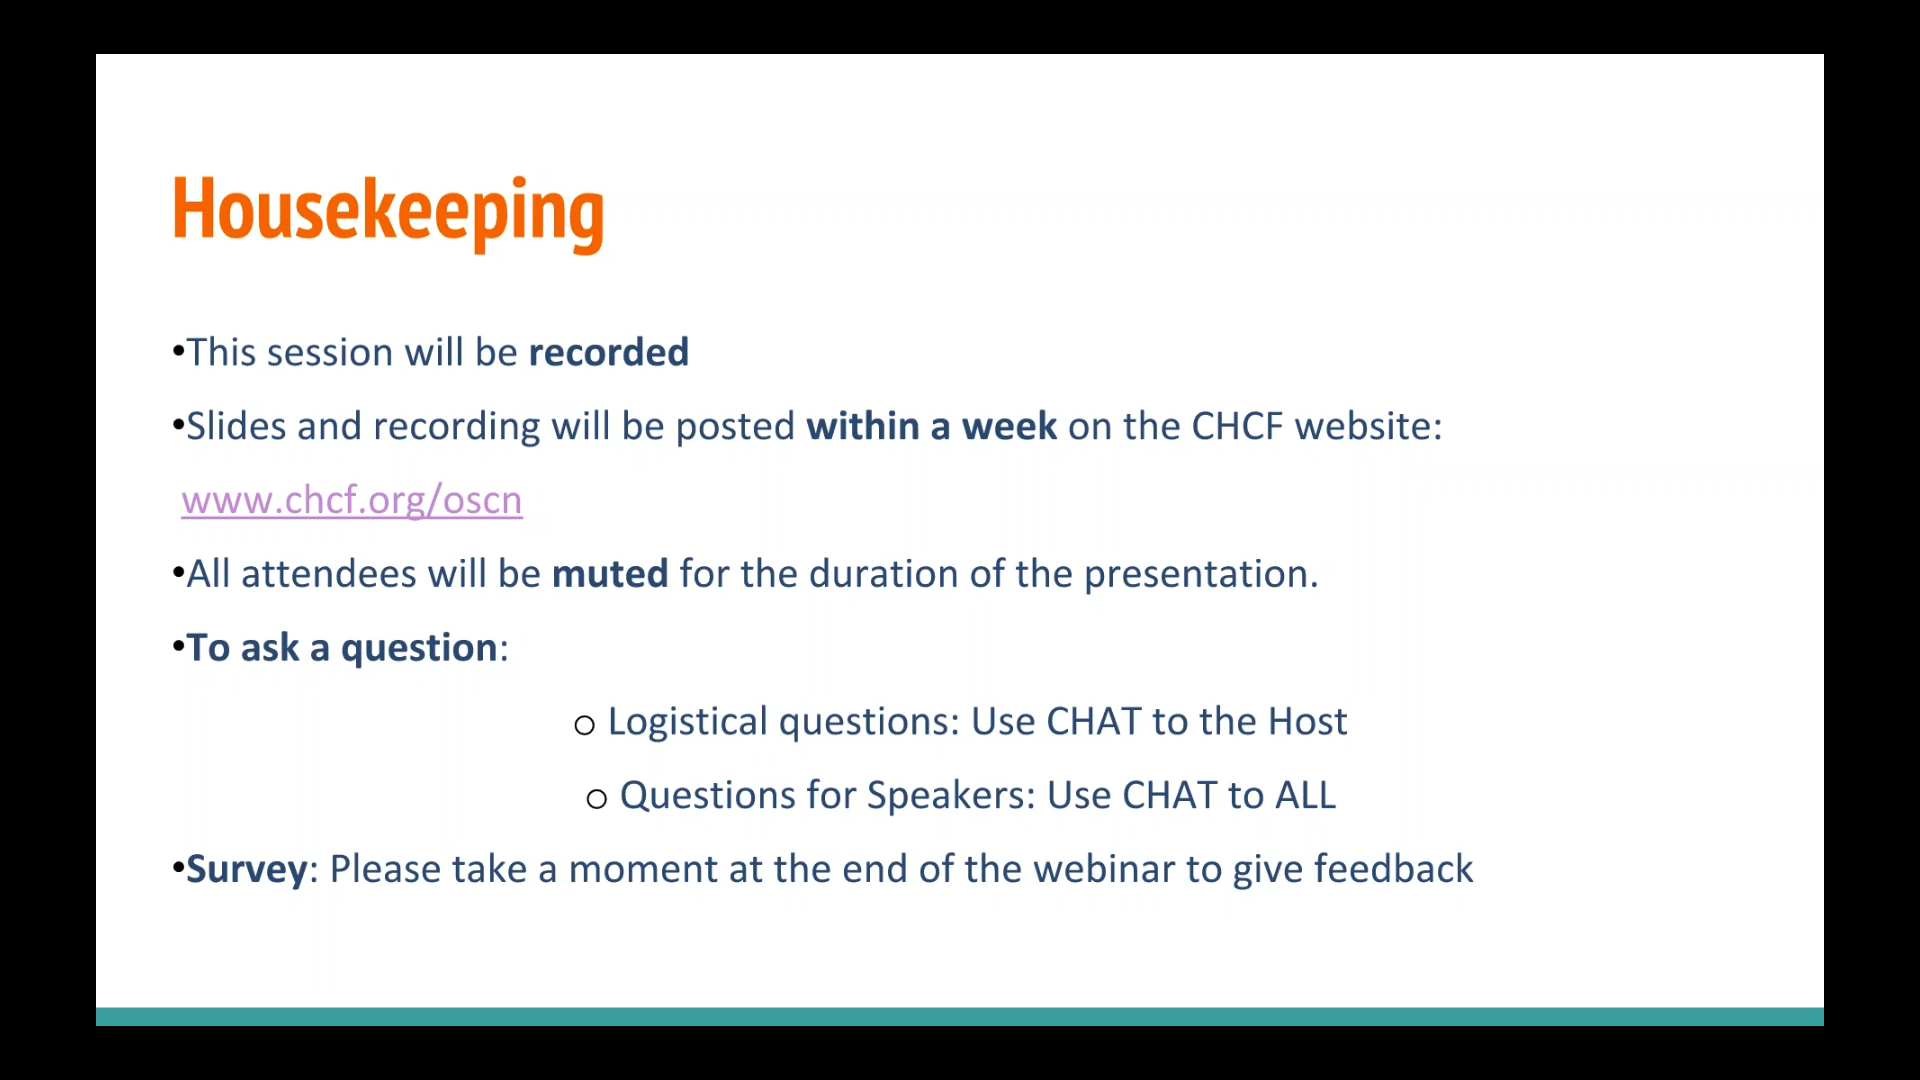 Housekeeping
•This session will be recorded
•Slides and recording will be posted within a week on the CHCF website:
www.chcf.org/oscn
•All attendees will be muted for the duration of the presentation.
•To ask a question:
o Logistical questions: Use CHAT to the Host
o Questions for Speakers: Use CHAT to ALL
•Survey: Please take a moment at the end of the webinar to give feedback